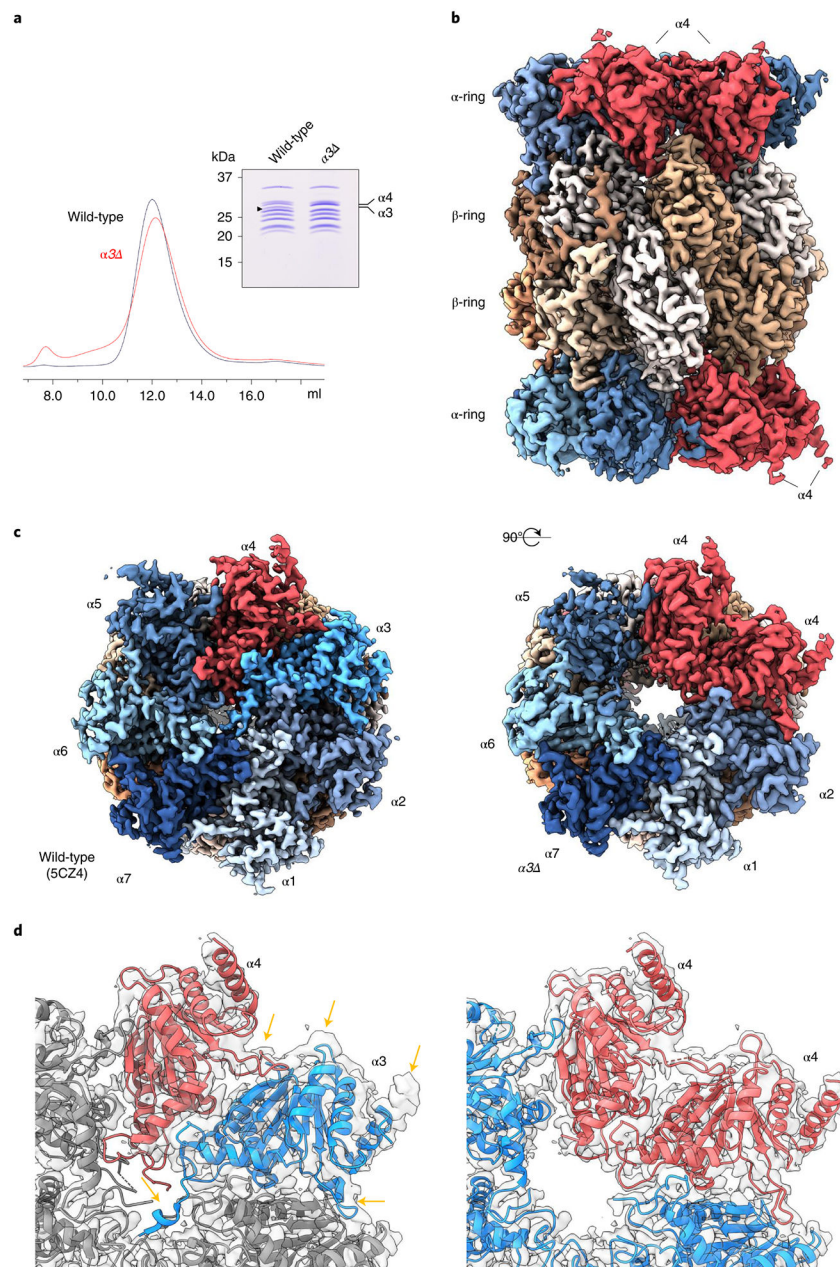 a
kDa
Wild-type
α3Δ
37
25
20
15
α4
α3
Wild-type
α3Δ
8.0 10.0 12.0 14.0 16.0 ml
b
α4
α-ring
β-ring
β-ring
α-ring
α4
c
α4
α5
α3
α6
α2
Wild-type
(5CZ4)
α7
α1
90°
α4
α5
α4
α6
α2
α7
α3Δ
α1
d
α4
α3
α4
α4